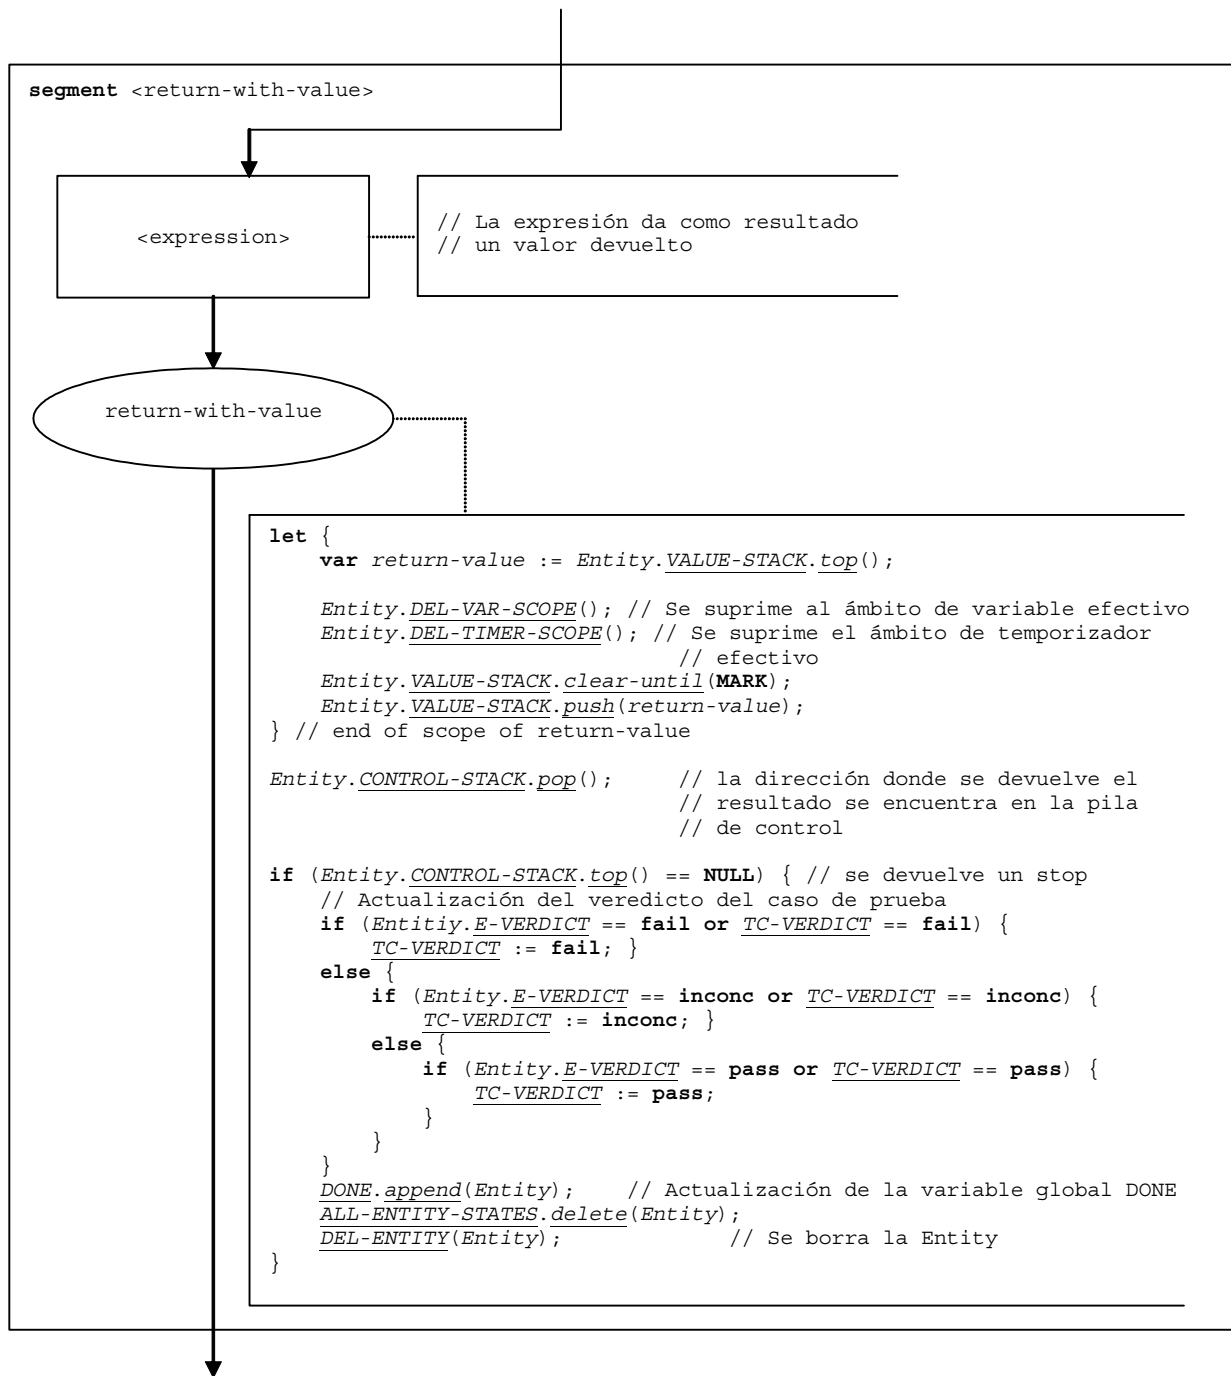 segment <return-with-value>
<expression>
// La expresión da como resultado
// un valor devuelto
return-with-value
let {
var return-value := Entity.VALUE-STACK.top();
Entity.DEL-VAR-SCOPE(); // Se suprime al ámbito de variable efectivo
Entity.DEL-TIMER-SCOPE(); // Se suprime el ámbito de temporizador
// efectivo
Entity.VALUE-STACK.clear-until(MARK);
Entity.VALUE-STACK.push(return-value);
} // end of scope of return-value
Entity.CONTROL-STACK.pop(); // la dirección donde se devuelve el
// resultado se encuentra en la pila
// de control
if (Entity.CONTROL-STACK.top() == NULL) { // se devuelve un stop
// Actualización del veredicto del caso de prueba
if (Entitiy.E-VERDICT == fail or TC-VERDICT == fail) {
TC-VERDICT := fail; }
else {
if (Entity.E-VERDICT == inconc or TC-VERDICT == inconc) {
TC-VERDICT := inconc; }
else {
if (Entity.E-VERDICT == pass or TC-VERDICT == pass) {
TC-VERDICT := pass;
}
}
}
DONE.append(Entity); // Actualización de la variable global DONE
ALL-ENTITY-STATES.delete(Entity);
DEL-ENTITY(Entity); // Se borra la Entity
}